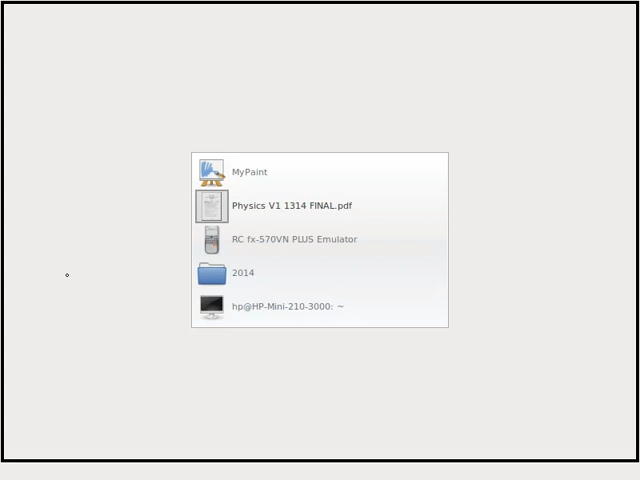 MyPaint
Physics V1 1314 FINAL.pdf
RC fx-570VN PLUS Emulator
2014
hp@HP-Mini-210-3000: ~